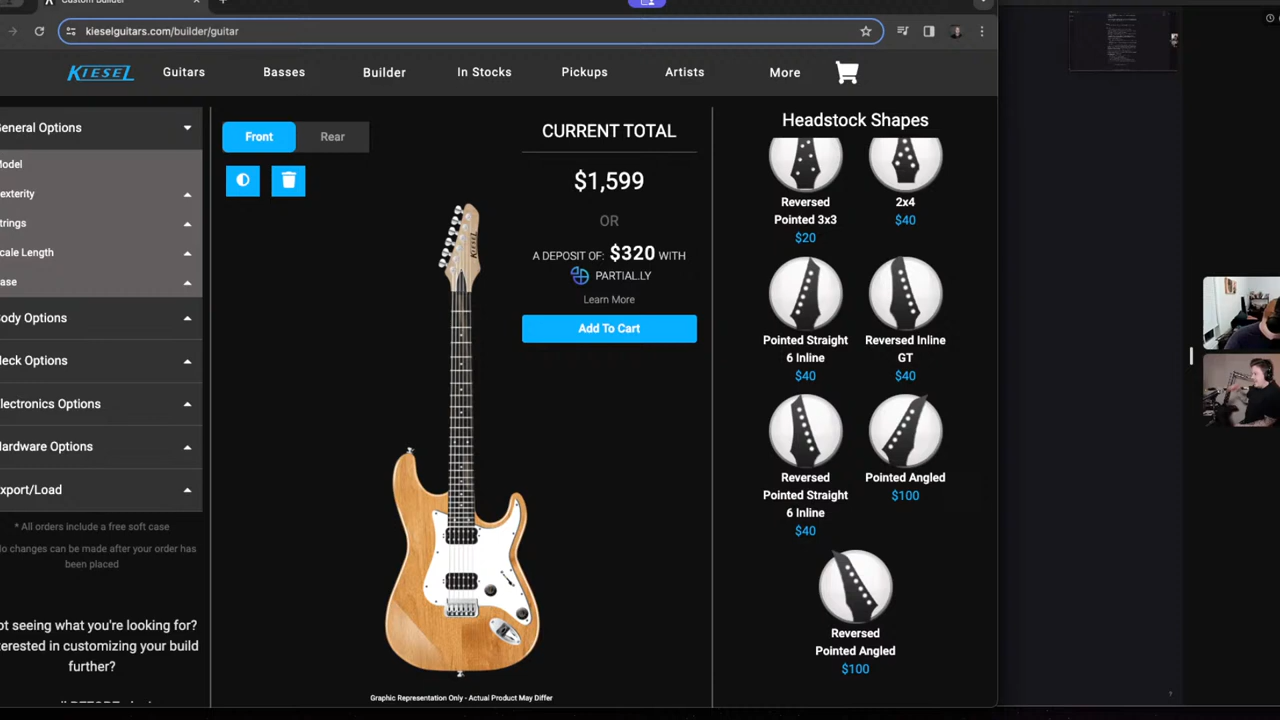 kieselguitars.com/builder/guitar
KIESEL
Guitars
Basses
Builder
In Stocks
Pickups
Artists
More
General Options
Model
exterity
trings
cale Length
ase
ody Options
eck Options
lectronics Options
ardware Options
xport/Load
* All orders include a free soft case
o changes can be made after your order has
been placed
ot seeing what you're looking for?
terested in customizing your build
further?
Front
Rear
KIESEL
Graphic Representation Only - Actual Product May Differ
CURRENT TOTAL
$1,599
OR
A DEPOSIT OF: $320 WITH
PARTIAL.LY
Learn More
Add To Cart
Headstock Shapes
Reversed
Pointed 3x3
$20
2x4
$40
Pointed Straight
6 Inline
$40
Reversed Inline
GT
$40
Reversed
Pointed Straight
6 Inline
$40
Pointed Angled
$100
Reversed
Pointed Angled
$100
?